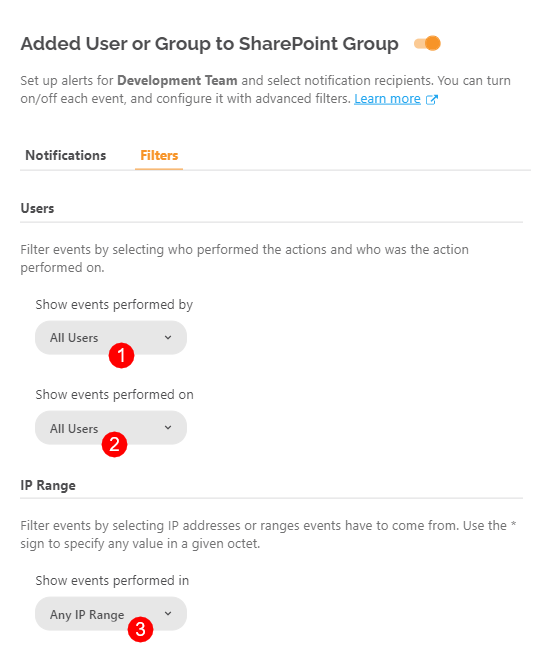 Added User or Group to SharePoint Group
Set up alerts for Development Team and select notification recipients. You can turn
on/off each event, and configure it with advanced filters. Learn more
Notifications
Filters
Users
Filter events by selecting who performed the actions and who was the action
performed on.
Show events performed by
All Users
1
Show events performed on
All Users
2
IP Range
Filter events by selecting IP addresses or ranges events have to come from. Use the *
sign to specify any value in a given octet.
Show events performed in
Any IP Range
3